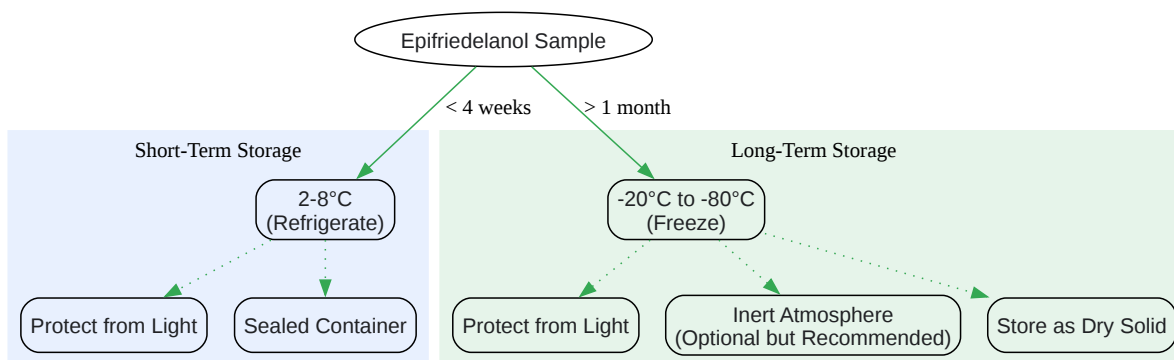 Epifriedelanol Sample
< 4 weeks
> 1 month
Short-Term Storage
Long-Term Storage
2-8°C
(Refrigerate)
-20°C to -80°C
(Freeze)
Protect from Light
Sealed Container
Protect from Light
Inert Atmosphere
(Optional but Recommended)
Store as Dry Solid